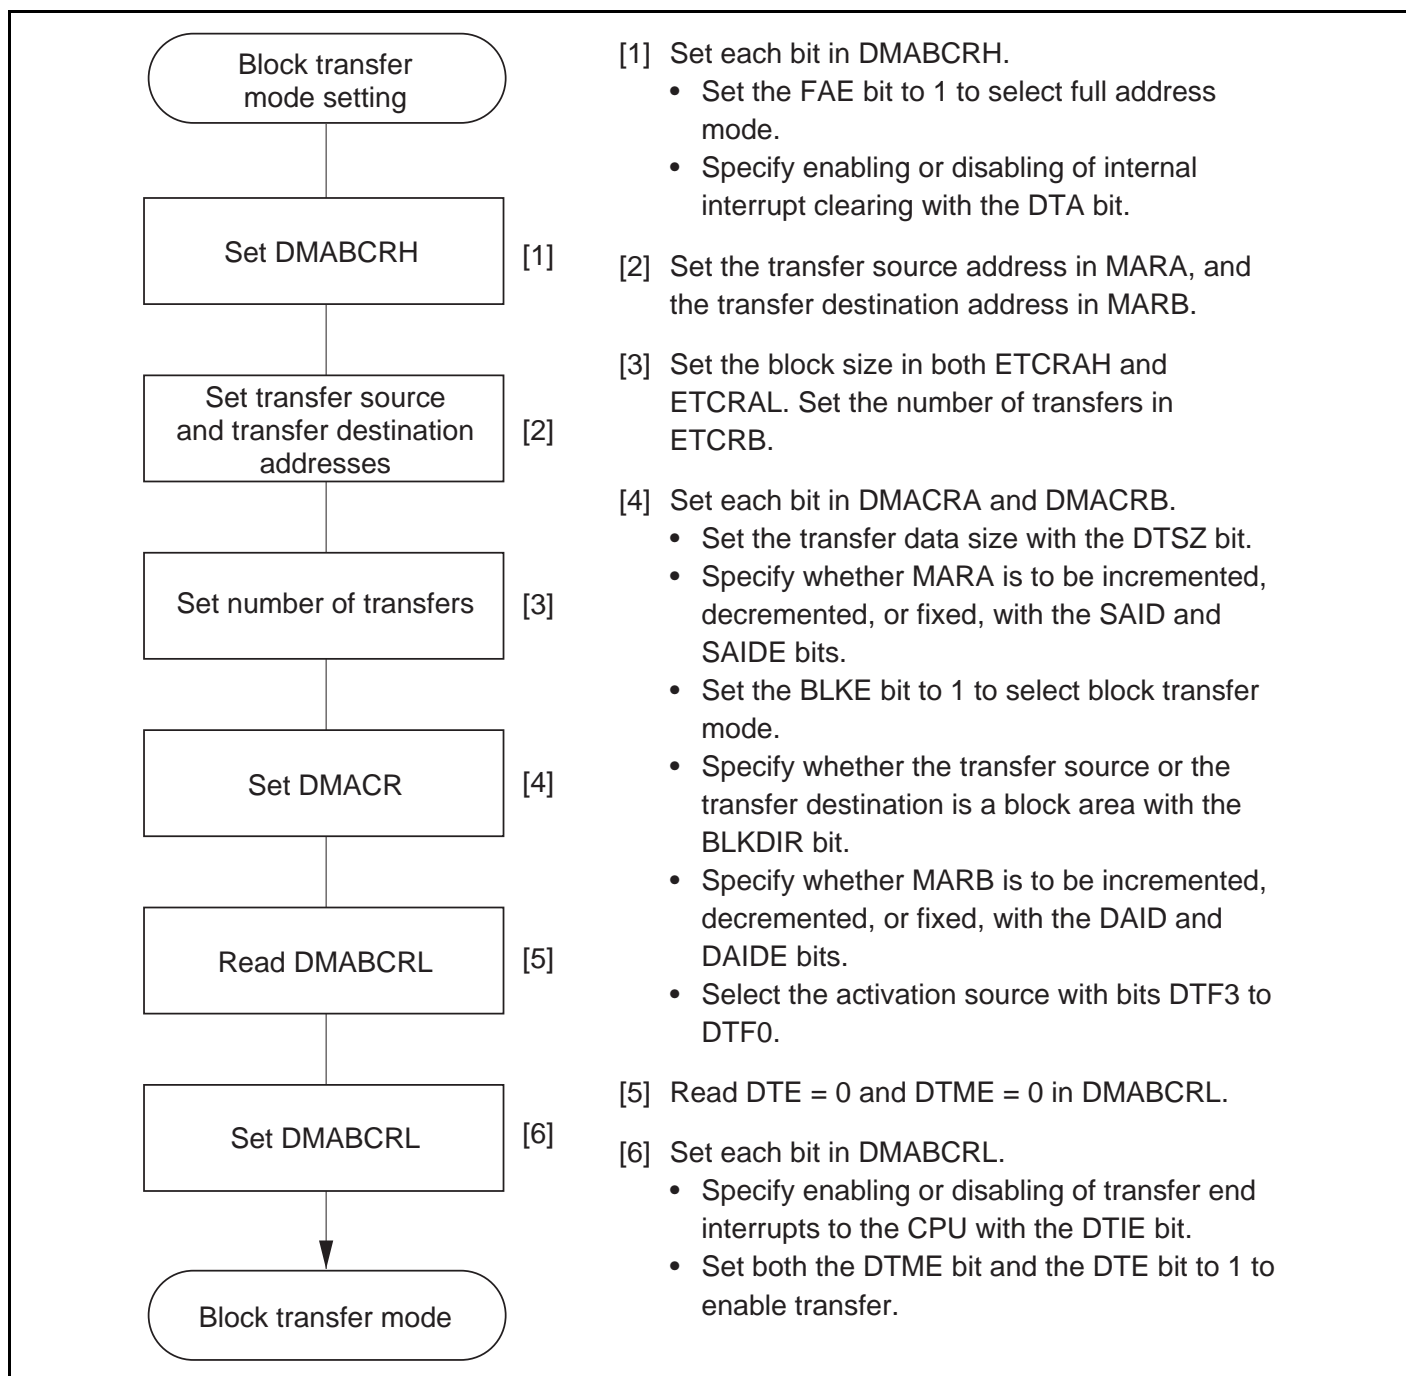 Block transfer
mode setting
Set DMABCRH
[1]
Set transfer source
and transfer destination
addresses
[2]
Set number of transfers
[3]
Set DMACR
[4]
Read DMABCRL
[5]
Set DMABCRL
[6]
Block transfer mode
[1] Set each bit in DMABCRH.
• Set the FAE bit to 1 to select full address
mode.
• Specify enabling or disabling of internal
interrupt clearing with the DTA bit.
[2] Set the transfer source address in MARA, and
the transfer destination address in MARB.
[3] Set the block size in both ETCRAH and
ETCRAL. Set the number of transfers in
ETCRB.
[4] Set each bit in DMACRA and DMACRB.
• Set the transfer data size with the DTSZ bit.
• Specify whether MARA is to be incremented,
decremented, or fixed, with the SAID and
SAIDE bits.
• Set the BLKE bit to 1 to select block transfer
mode.
• Specify whether the transfer source or the
transfer destination is a block area with the
BLKDIR bit.
• Specify whether MARB is to be incremented,
decremented, or fixed, with the DAID and
DAIDE bits.
• Select the activation source with bits DTF3 to
DTF0.
[5] Read DTE = 0 and DTME = 0 in DMABCRL.
[6] Set each bit in DMABCRL.
• Specify enabling or disabling of transfer end
interrupts to the CPU with the DTIE bit.
• Set both the DTME bit and the DTE bit to 1 to
enable transfer.